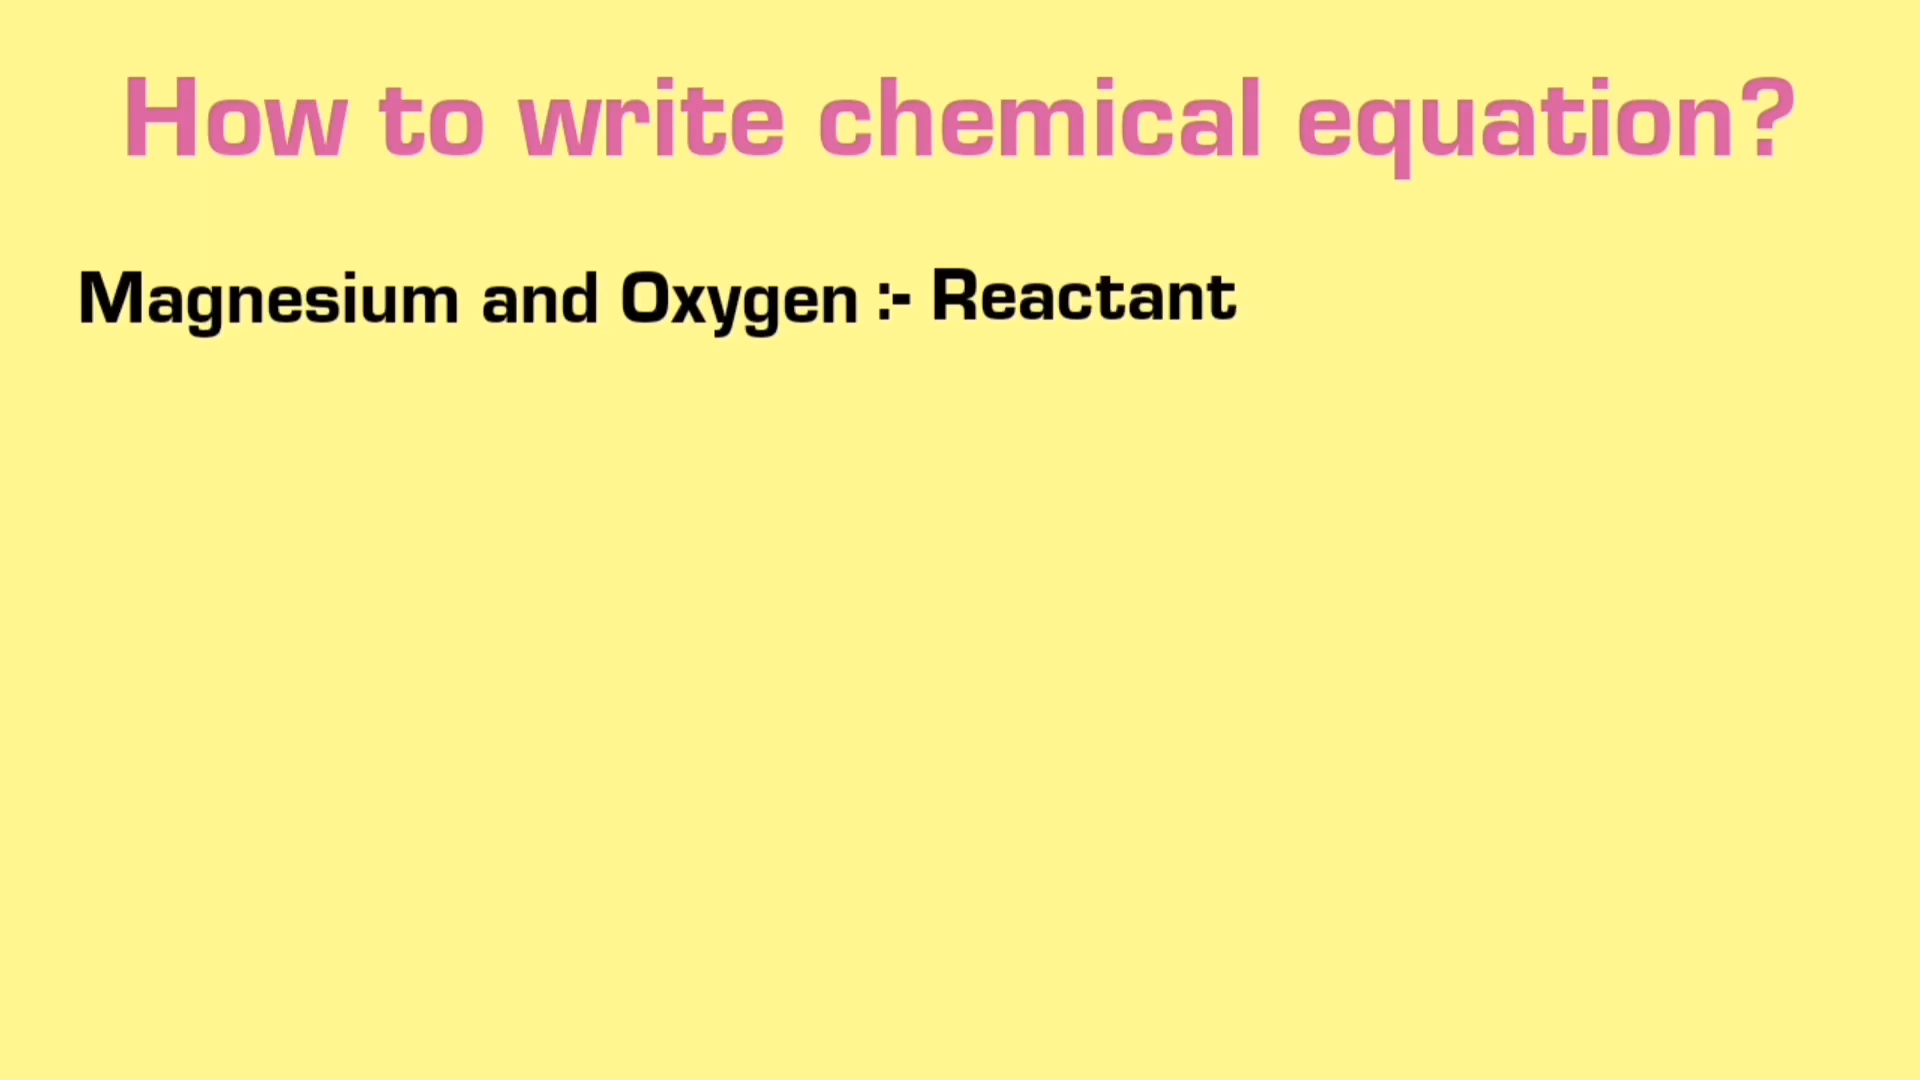 How to write chemical equation?
Magnesium and Oxygen :- Reactant